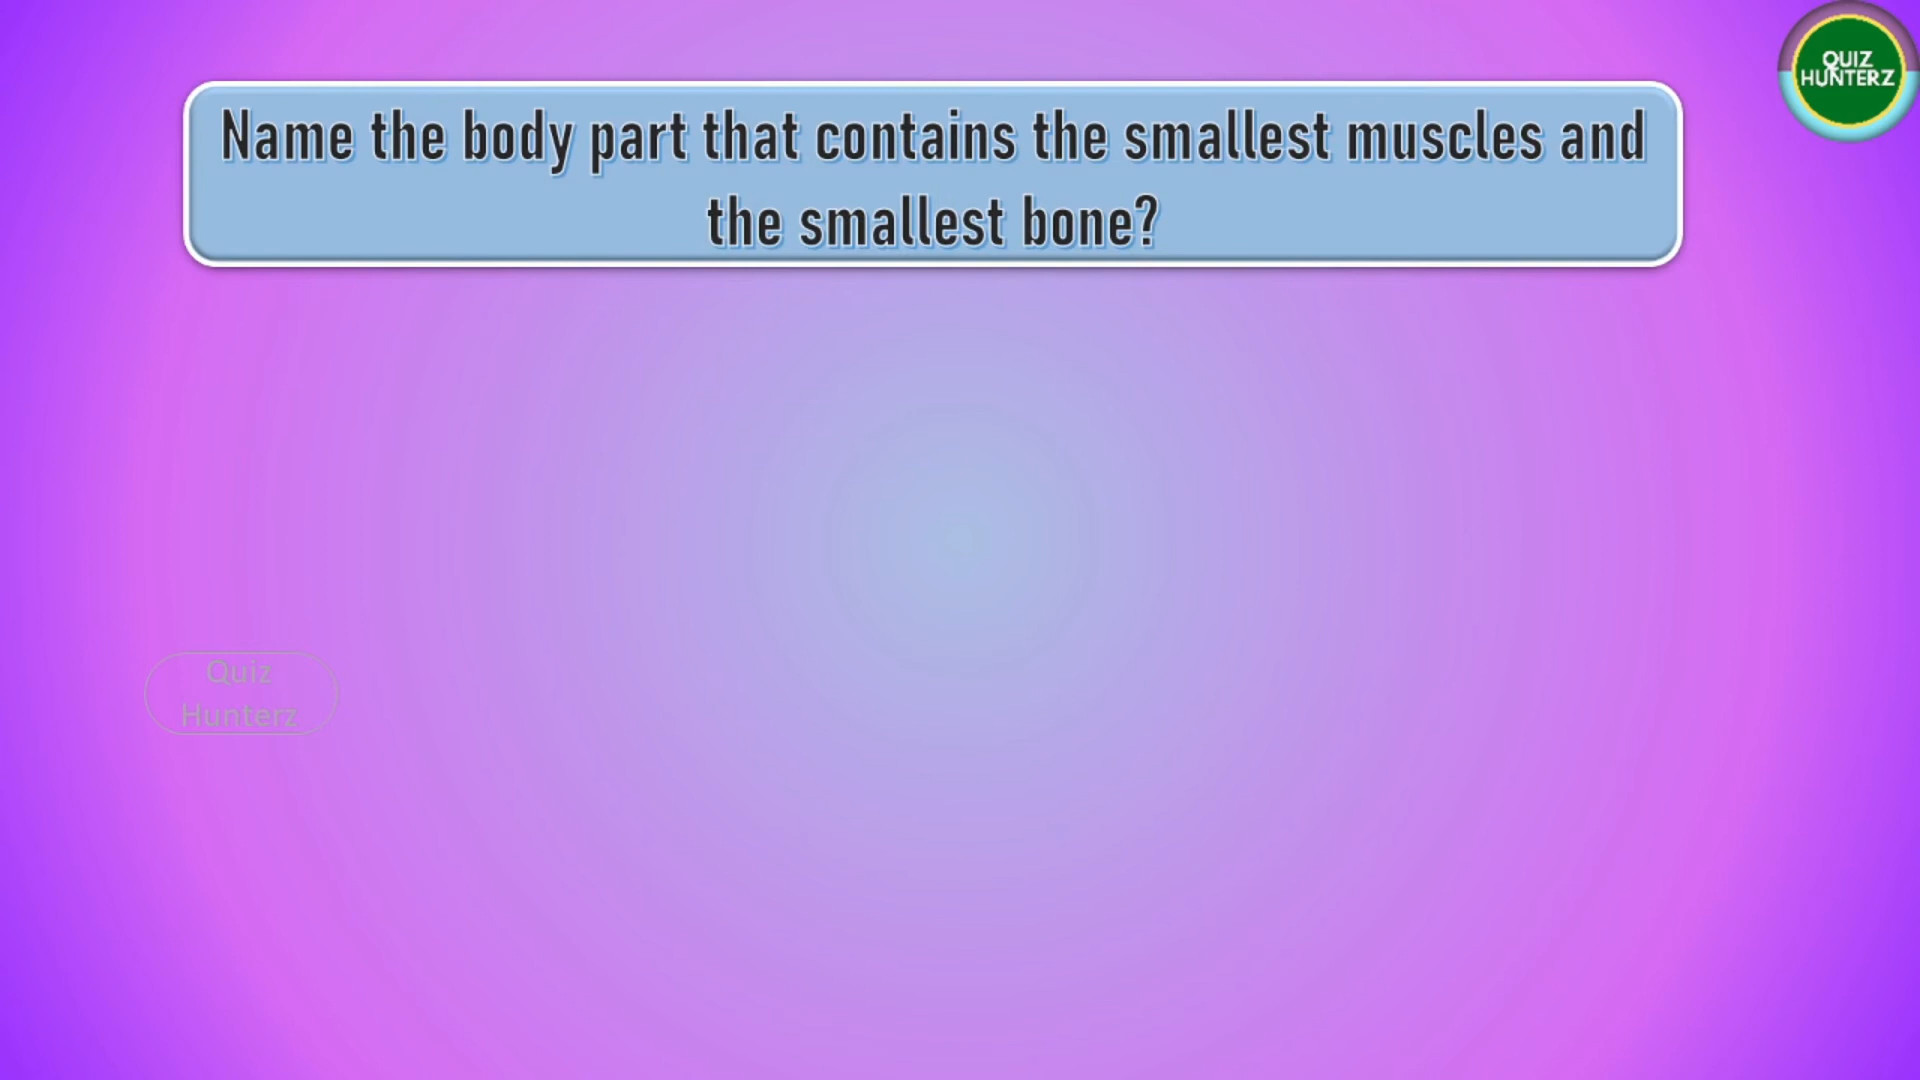 QUIZ
HUNTERZ
Name the body part that contains the smallest muscles and
the smallest bone?
Quiz
Hunterz